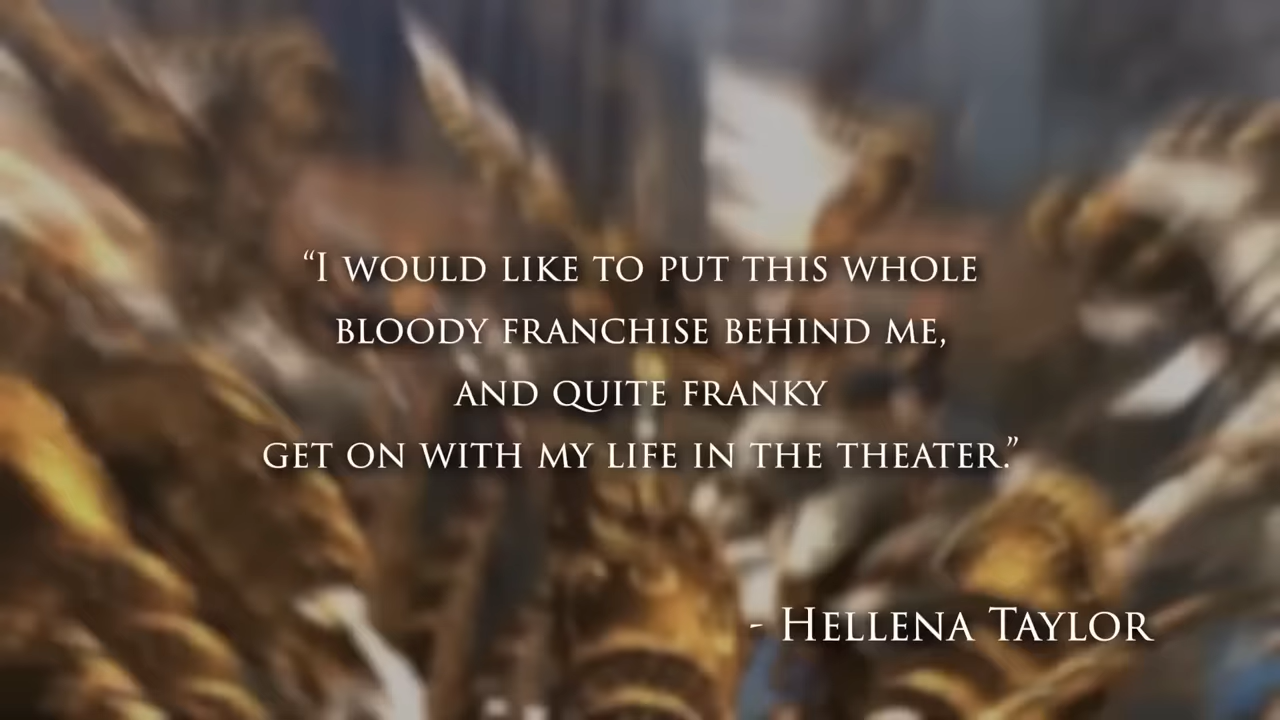 “I would like to put this whole
bloody franchise behind me,
and quite franky
get on with my life in the theater.”
- Hellena Taylor